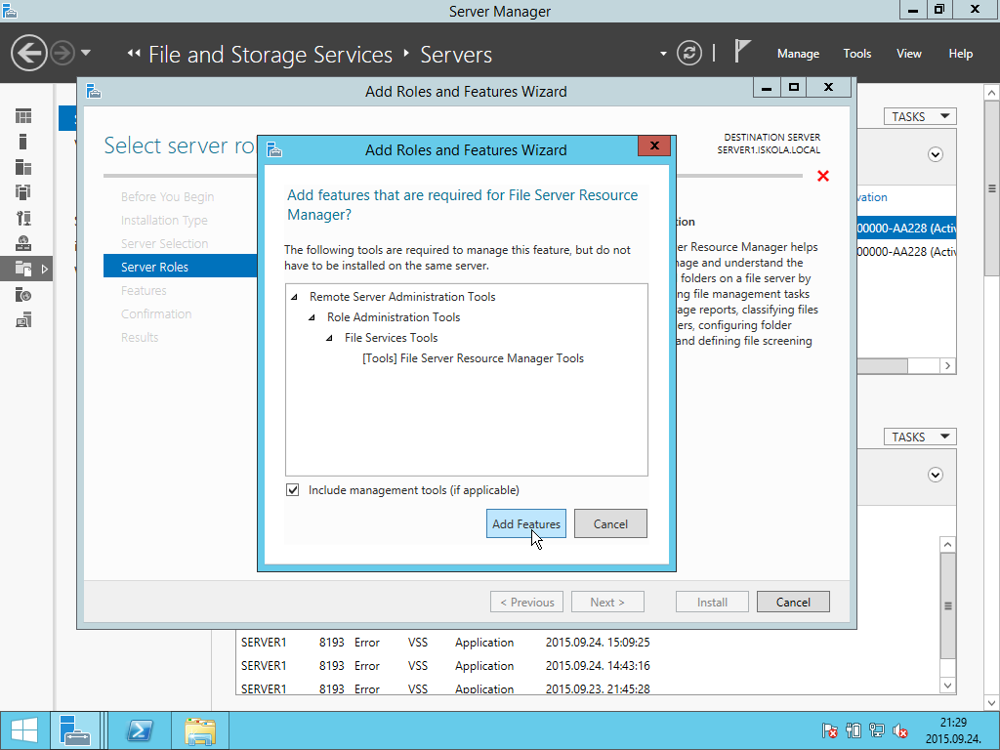 Server Manager
File and Storage Services
Servers
Manage
Tools
View
Help
Add Roles and Features Wizard
TASKS
Select server ro
DESTINATION SERVER
SERVER1.ISKOLA.LOCAL
Add Roles and Features Wizard
Before You Begin
Installation Type
Server Selection
Server Roles
Features
Confirmation
Results
Add features that are required for File Server Resource
Manager?
The following tools are required to manage this feature, but do not
have to be installed on the same server.
Remote Server Administration Tools
Role Administration Tools
File Services Tools
[Tools] File Server Resource Manager Tools
Include management tools (if applicable)
Add Features
Cancel
tion
er Resource Manager helps
nage and understand the
folders on a file server by
ng file management tasks
age reports, classifying files
ers, configuring folder
and defining file screening
vation
00000-AA228 (Activ
00000-AA228 (Activ
TASKS
< Previous
Next >
Install
Cancel
SERVER1 8193 Error VSS Application 2015.09.24. 15:09:25
SERVER1 8193 Error VSS Application 2015.09.24. 14:43:16
SERVER1 8193 Error VSS Application 2015.09.23. 21:45:28
21:29
2015.09.24.